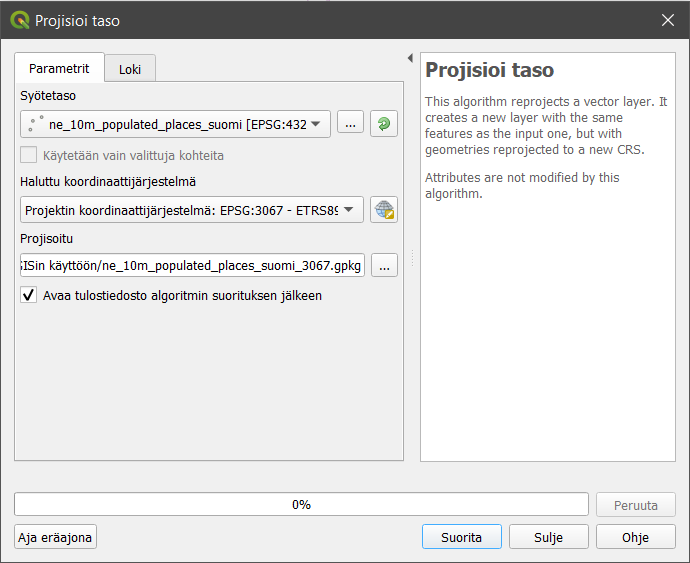 Projisioi taso
Parametrit
Loki
Syötetaso
ne_10m_populated_places_suomi [EPSG:432
...
Käytetään vain valittuja kohteita
Haluttu koordinaattijärjestelmä
Projektin koordinaattijärjestelmä: EPSG:3067 - ETRS89
Projisoitu
ISin käyttöön/ne_10m_populated_places_suomi_3067.gpkg
...
Avaa tulostiedosto algoritmin suorituksen jälkeen
Projisioi taso
This algorithm reprojects a vector layer. It
creates a new layer with the same
features as the input one, but with
geometries reprojected to a new CRS.
Attributes are not modified by this
algorithm.
0%
Peruuta
Aja eräajona
Suorita
Sulje
Ohje